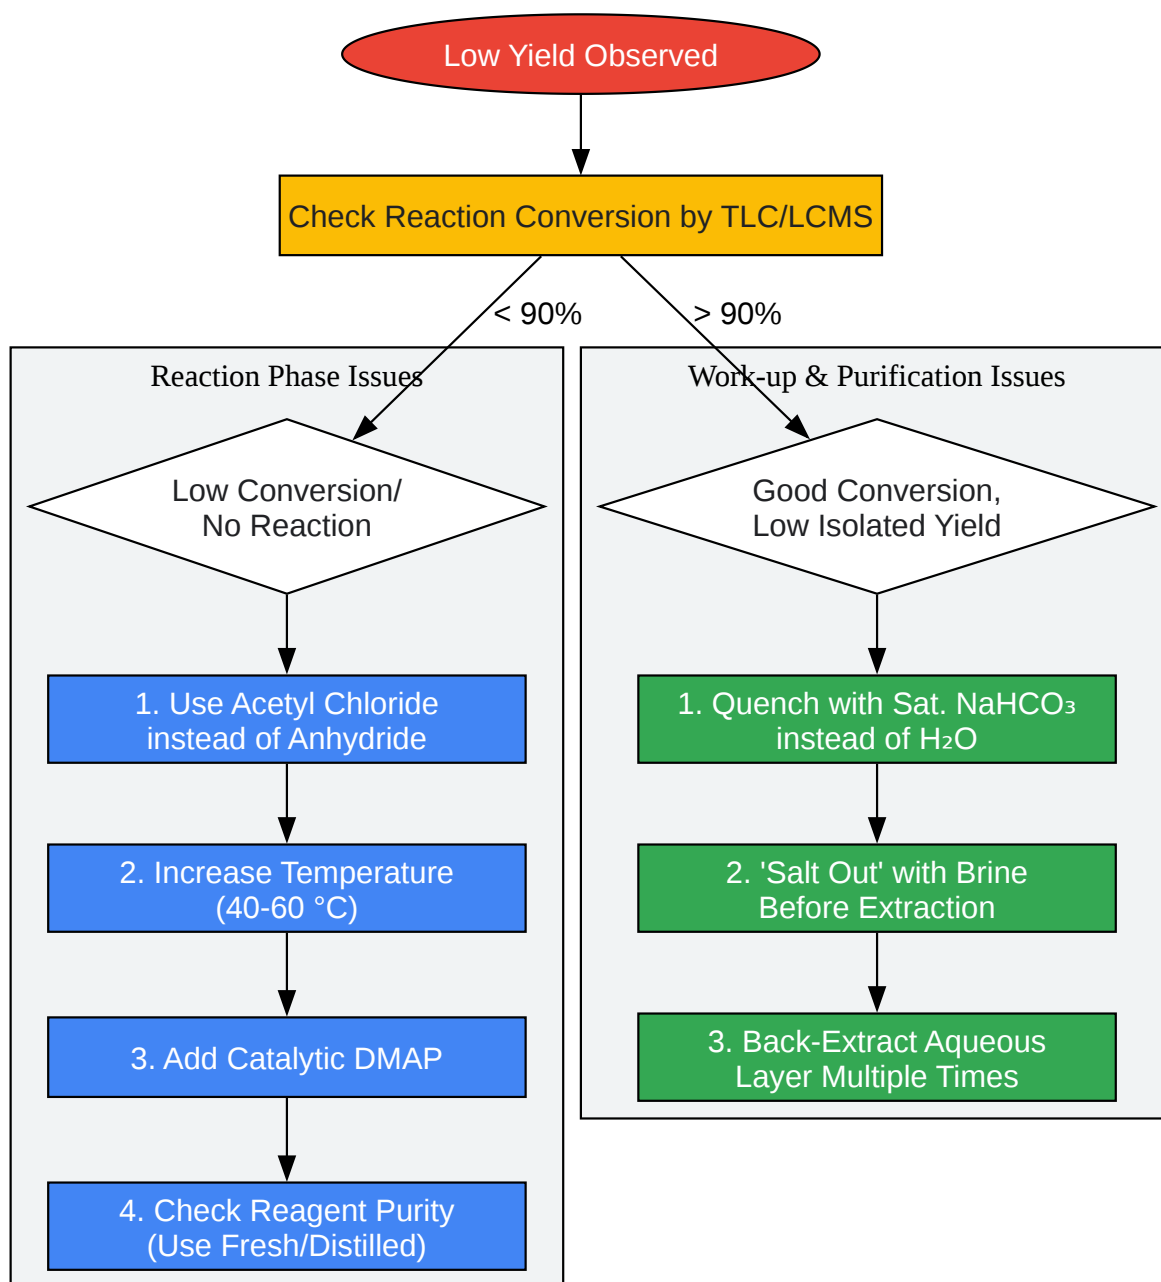 Low Yield Observed
Check Reaction Conversion by TLC/LCMS
< 90%
> 90%
Reaction Phase Issues
Low Conversion/
No Reaction
1. Use Acetyl Chloride
instead of Anhydride
2. Increase Temperature
(40-60 °C)
3. Add Catalytic DMAP
4. Check Reagent Purity
(Use Fresh/Distilled)
Work-up & Purification Issues
Good Conversion,
Low Isolated Yield
1. Quench with Sat. NaHCO₃
instead of H₂O
2. 'Salt Out' with Brine
Before Extraction
3. Back-Extract Aqueous
Layer Multiple Times